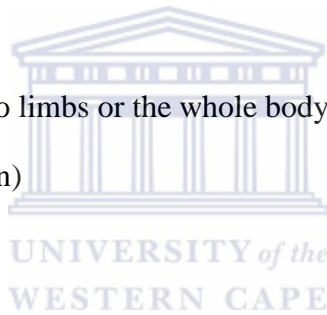 o limbs or the whole body
n)
UNIVERSITY of the
WESTERN CAPE